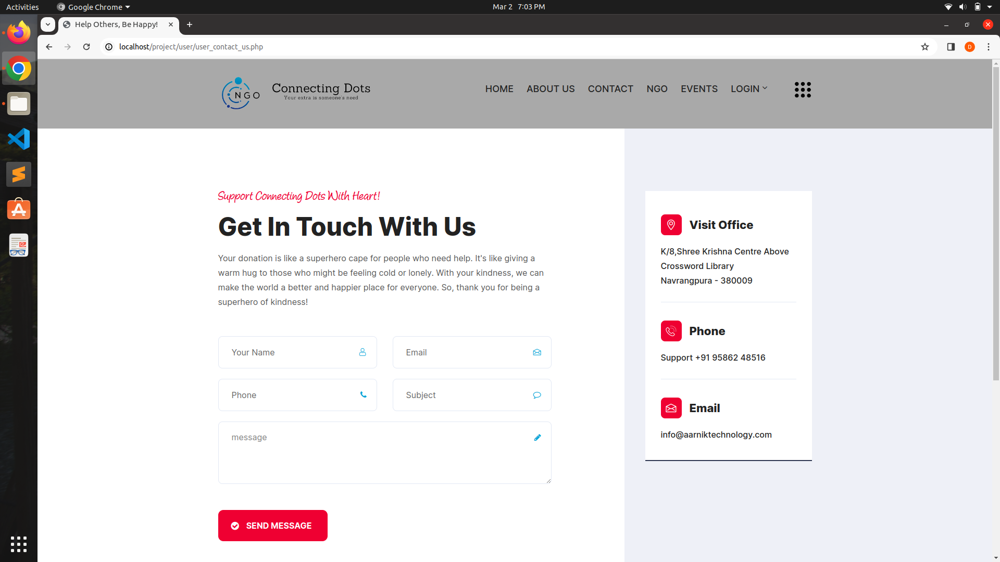 Activities
Google Chrome
Mar 2 7:03 PM
Help Others, Be Happy!
localhost/project/user/user_contact_us.php
D
NGO
Connecting Dots
Your extra is someone's need
HOME
ABOUT US
CONTACT
NGO
EVENTS
LOGIN
Support Connecting Dots With Heart!
Get In Touch With Us
Your donation is like a superhero cape for people who need help. It's like giving a
warm hug to those who might be feeling cold or lonely. With your kindness, we can
make the world a better and happier place for everyone. So, thank you for being a
superhero of kindness!
Your Name
Email
Phone
Subject
message
SEND MESSAGE
Visit Office
K/8,Shree Krishna Centre Above
Crossword Library
Navrangpura - 380009
Phone
Support +91 95862 48516
Email
info@aarniktechnology.com